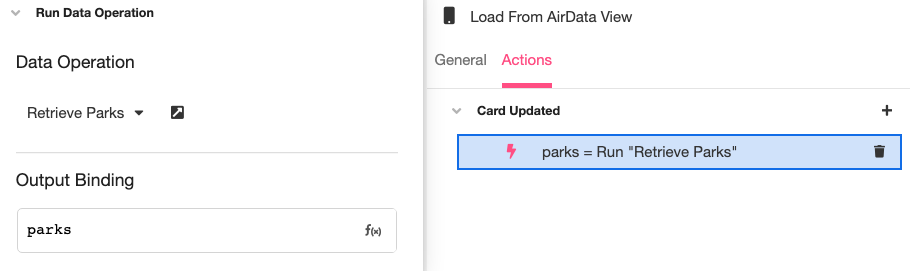 Run Data Operation
Data Operation
Retrieve Parks
Output Binding
parks
f(x)
Load From AirData View
General Actions
Card Updated
parks = Run "Retrieve Parks"